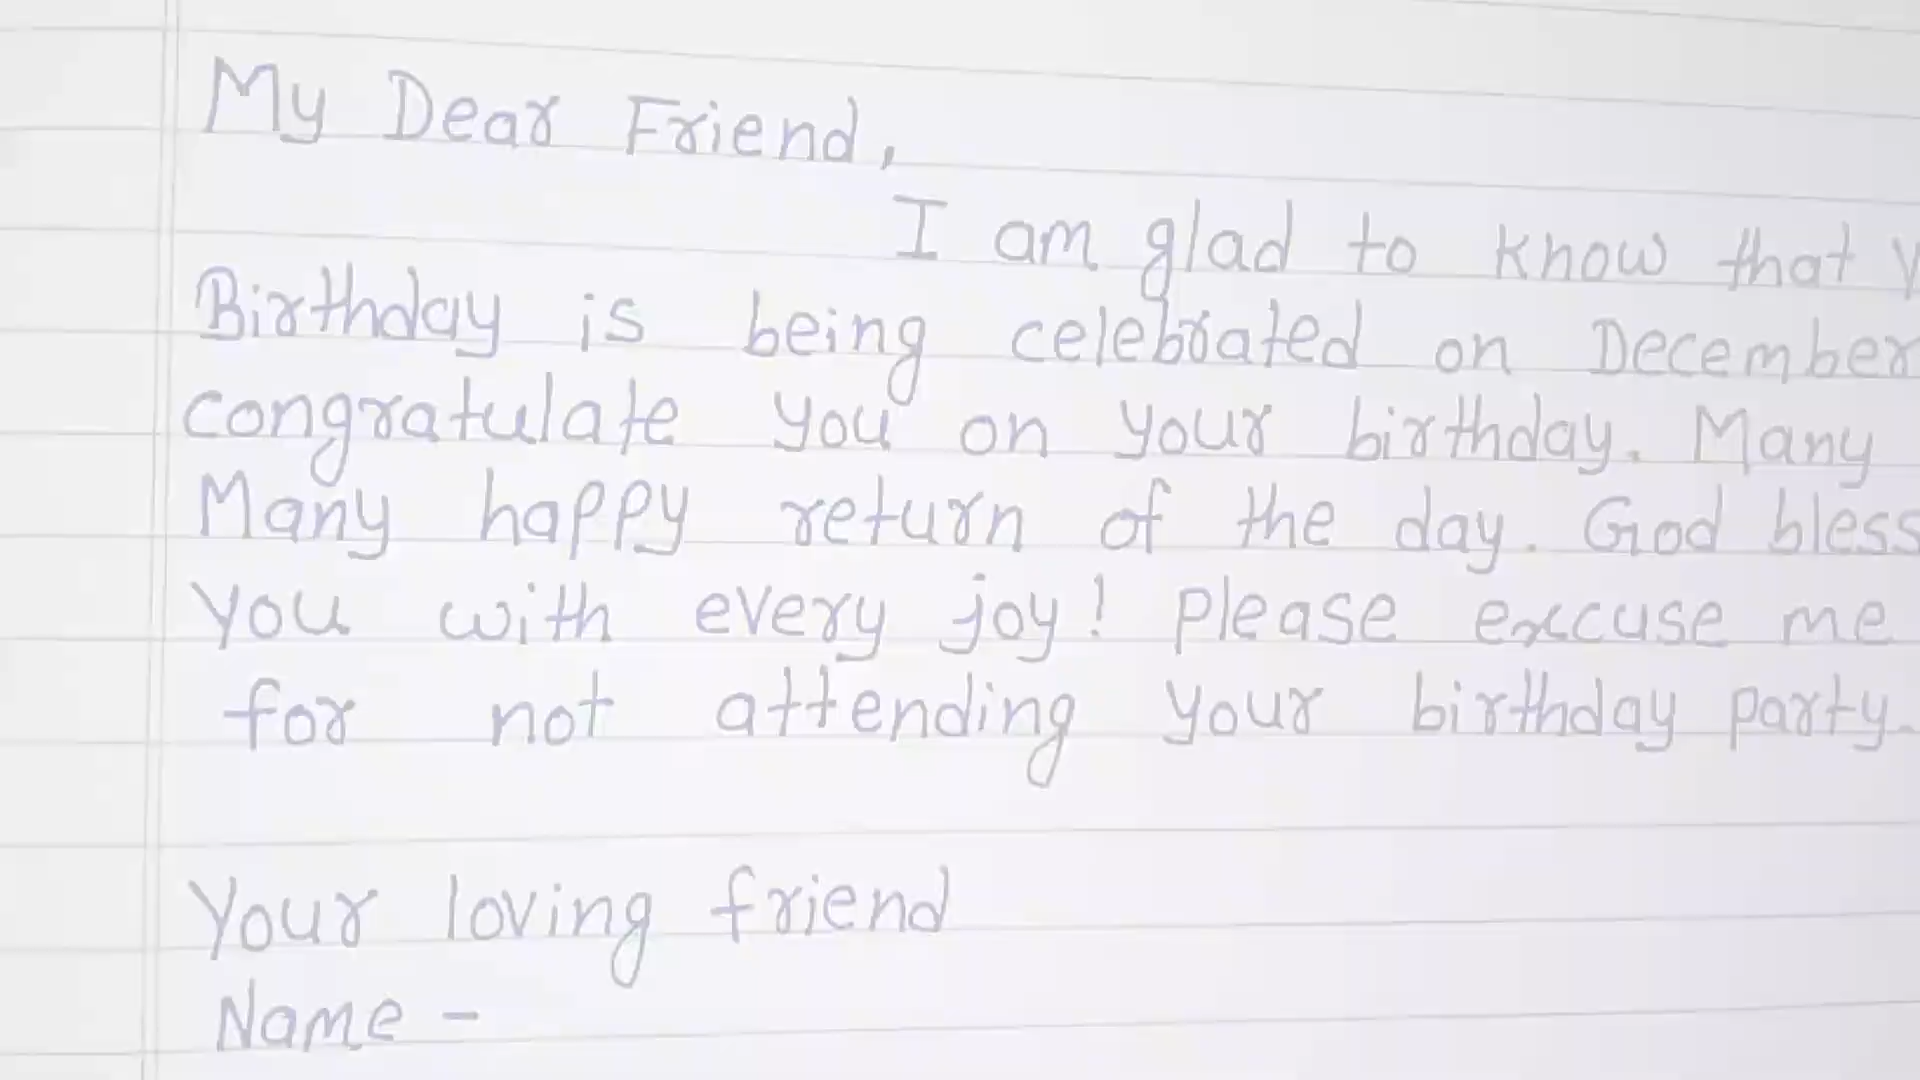 My Dear Friend,
I am glad to know that
Birthday is being celebrated on December
congratulate you on your birthday. Many
Many happy return of the day. God bless
you with every joy! Please excuse me
for not attending your birthday party.
Your loving friend
Name -